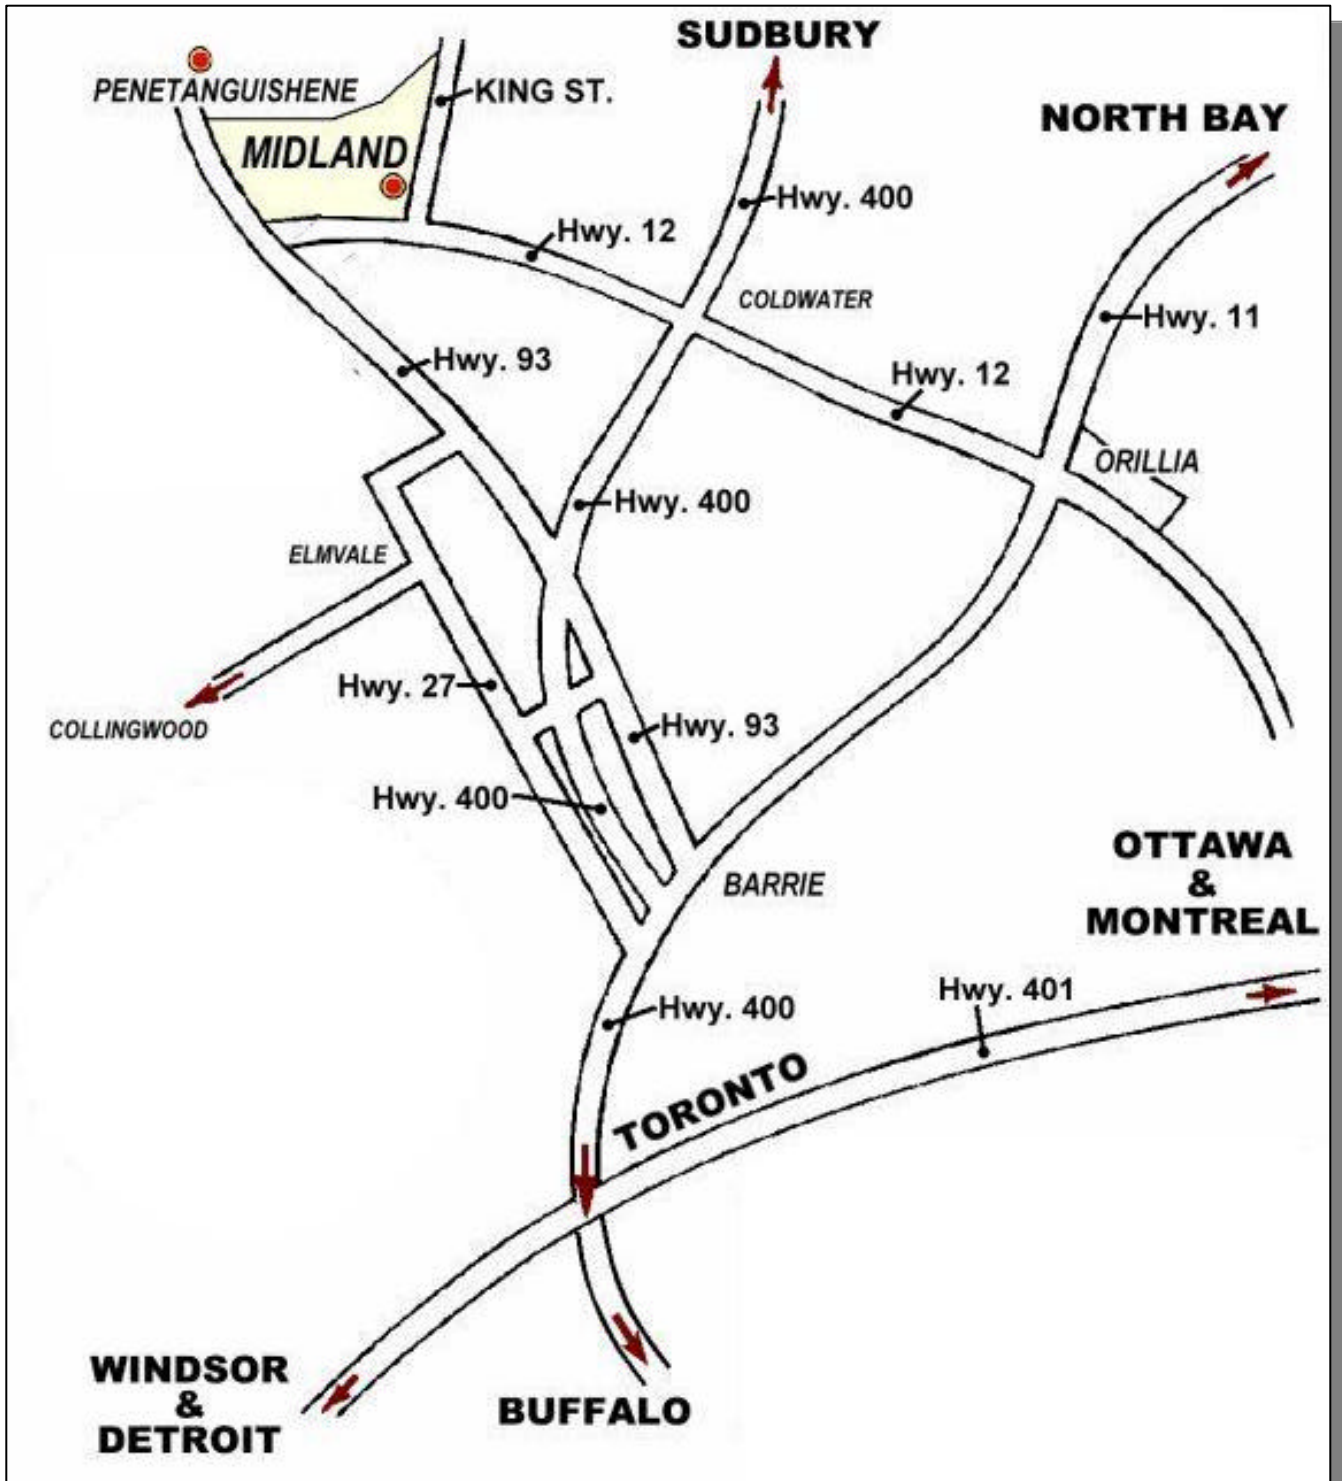 SUDBURY
PENETANGUISHENE
KING ST.
NORTH BAY
MIDLAND
Hwy. 400
Hwy. 12
COLDWATER
Hwy. 11
Hwy. 93
Hwy. 12
ORILLIA
Hwy. 400
ELMVALE
Hwy. 27
COLLINGWOOD
Hwy. 93
Hwy. 400
OTTAWA
&
MONTREAL
BARRIE
Hwy. 401
Hwy. 400
TORONTO
WINDSOR
&
DETROIT
BUFFALO